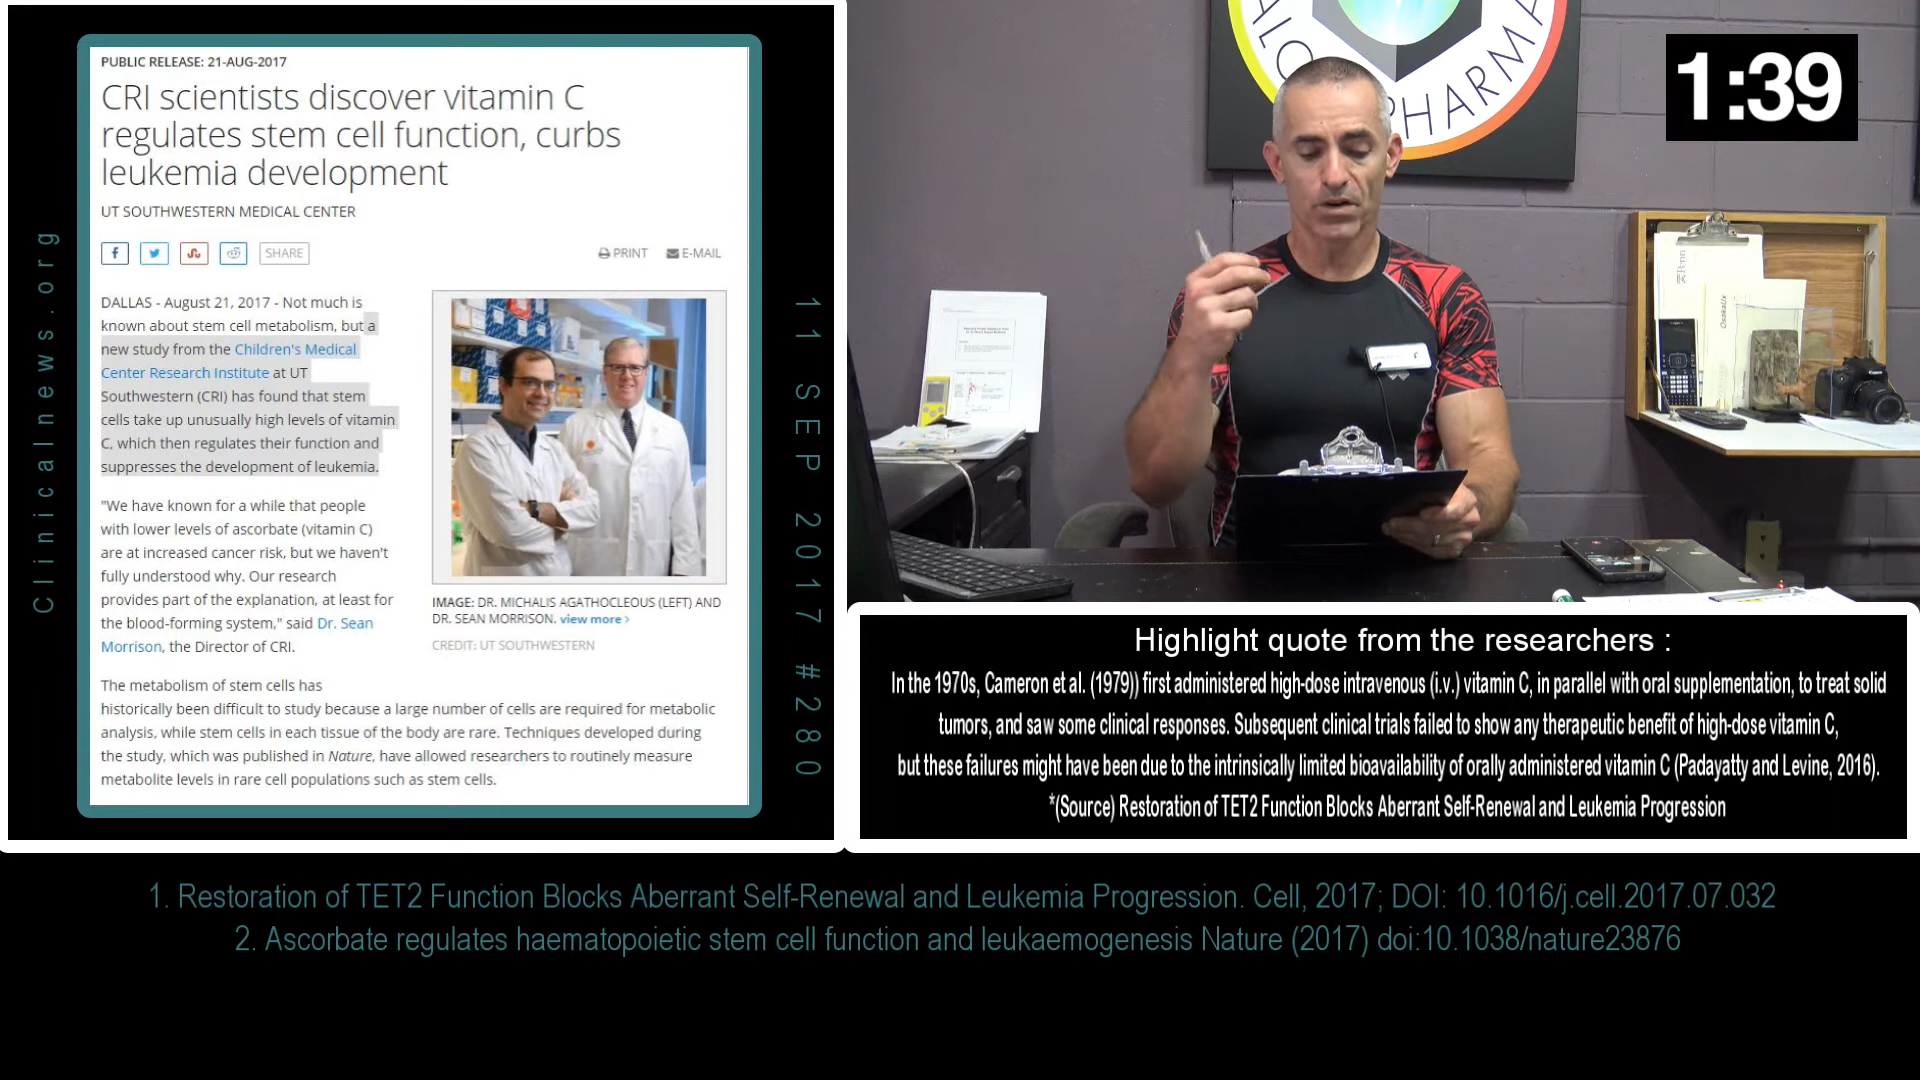 Clinicalnews.org
PUBLIC RELEASE: 21-AUG-2017
CRI scientists discover vitamin C
regulates stem cell function, curbs
leukemia development
UT SOUTHWESTERN MEDICAL CENTER
SHARE
PRINT
E-MAIL
DALLAS - August 21, 2017 - Not much is
known about stem cell metabolism, but a
new study from the Children's Medical
Center Research Institute at UT
Southwestern (CRI) has found that stem
cells take up unusually high levels of vitamin
C, which then regulates their function and
suppresses the development of leukemia.
"We have known for a while that people
with lower levels of ascorbate (vitamin C)
are at increased cancer risk, but we haven't
fully understood why. Our research
provides part of the explanation, at least for
the blood-forming system," said Dr. Sean
Morrison, the Director of CRI.
IMAGE: DR. MICHALIS AGATHOCLEOUS (LEFT) AND
DR. SEAN MORRISON. view more >
CREDIT: UT SOUTHWESTERN
The metabolism of stem cells has
historically been difficult to study because a large number of cells are required for metabolic
analysis, while stem cells in each tissue of the body are rare. Techniques developed during
the study, which was published in Nature, have allowed researchers to routinely measure
metabolite levels in rare cell populations such as stem cells.
11 SEP 2017 #280
PHARM
1:39
Highlight quote from the researchers :
In the 1970s, Cameron et al. (1979)) first administered high-dose intravenous (i.v.) vitamin C, in parallel with oral supplementation, to treat solid
tumors, and saw some clinical responses. Subsequent clinical trials failed to show any therapeutic benefit of high-dose vitamin C,
but these failures might have been due to the intrinsically limited bioavailability of orally administered vitamin C (Padayatty and Levine, 2016).
*(Source) Restoration of TET2 Function Blocks Aberrant Self-Renewal and Leukemia Progression
1. Restoration of TET2 Function Blocks Aberrant Self-Renewal and Leukemia Progression. Cell, 2017; DOI: 10.1016/j.cell.2017.07.032
2. Ascorbate regulates haematopoietic stem cell function and leukaemogenesis Nature (2017) doi:10.1038/nature23876